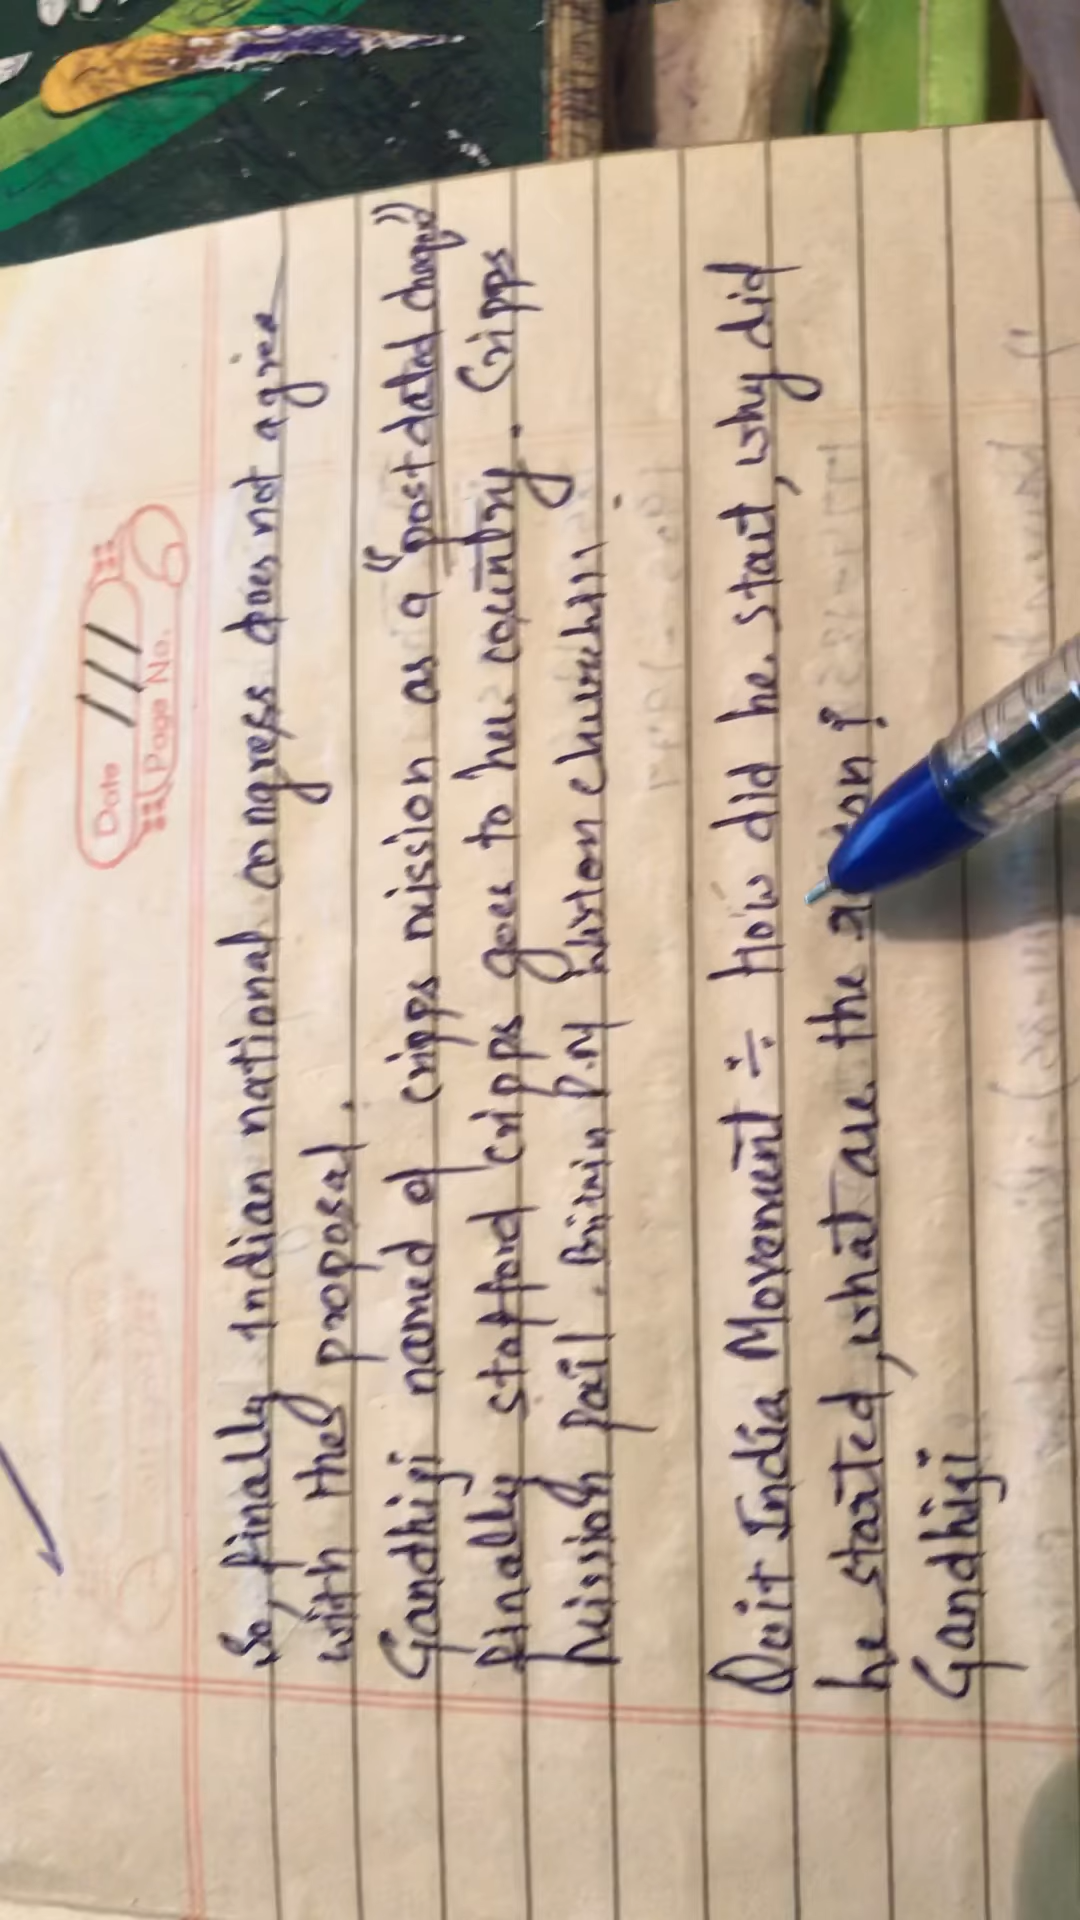 Date
Page No.
So, finally Indian national congress does not agree
with they proposal.
Gandhiji named of cripps mission as a "post dated cheque"
finally stafford cripps goes to her country. Cripps
mission fail. Britain P.M winston churchill
Quit India Movement ÷ How did he. start, why did
he started, what are the reason?
Gandhiji